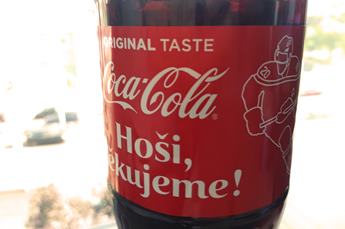 ORIGINAL TASTE
Coca-Cola
Hoši,
ěkujeme!